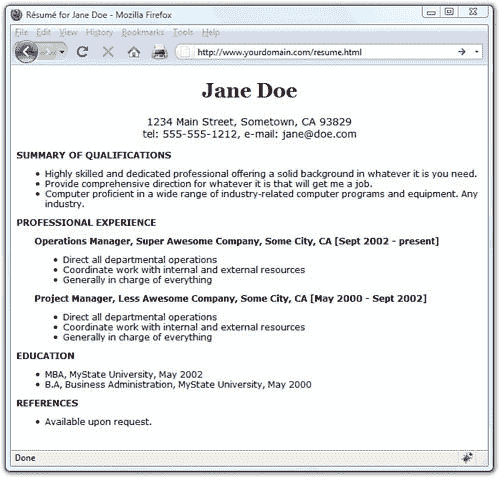 Résumé for Jane Doe - Mozilla Firefox
File Edit View History Bookmarks Tools Help
http://www.yourdomain.com/resume.html
Jane Doe
1234 Main Street, Sometown, CA 93829
tel: 555-555-1212, e-mail: jane@doe.com
SUMMARY OF QUALIFICATIONS
• Highly skilled and dedicated professional offering a solid background in whatever it is you need.
• Provide comprehensive direction for whatever it is that will get me a job.
• Computer proficient in a wide range of industry-related computer programs and equipment. Any
industry.
PROFESSIONAL EXPERIENCE
Operations Manager, Super Awesome Company, Some City, CA [Sept 2002 - present]
• Direct all departmental operations
• Coordinate work with internal and external resources
• Generally in charge of everything
Project Manager, Less Awesome Company, Some City, CA [May 2000 - Sept 2002]
• Direct all departmental operations
• Coordinate work with internal and external resources
• Generally in charge of everything
EDUCATION
• MBA, MyState University, May 2002
• B.A, Business Administration, MyState University, May 2000
REFERENCES
• Available upon request.
Done